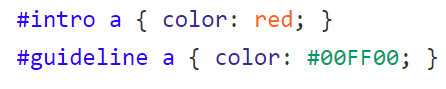 #intro a { color: red; }
#guideline a { color: #00FF00; }